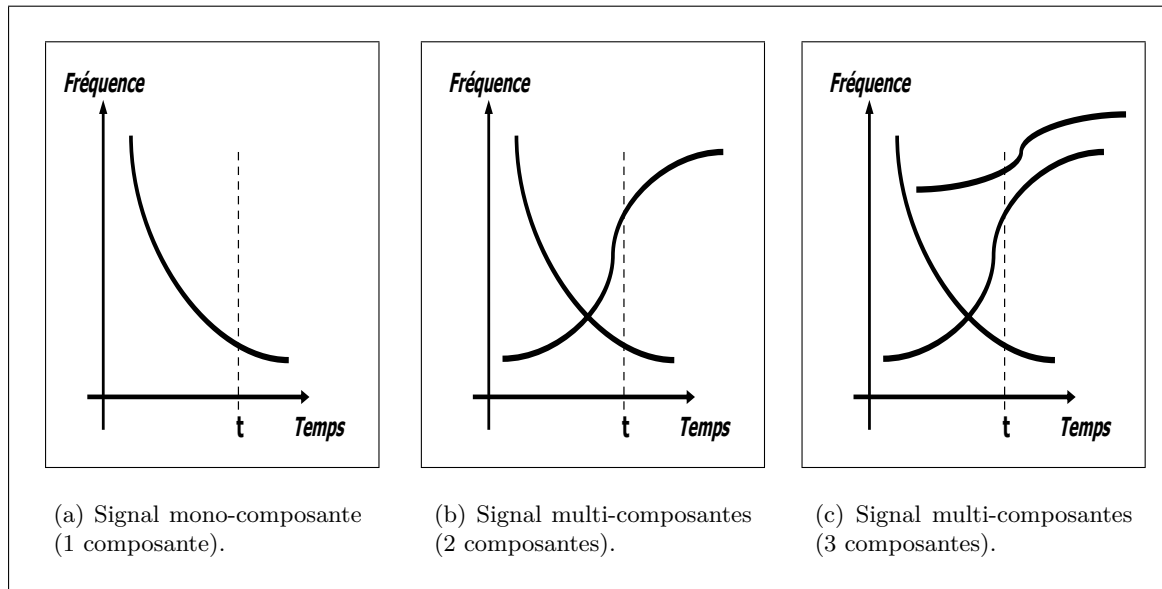 Fréquence
t
Temps
Fréquence
t
Temps
Fréquence
t
Temps
(a) Signal mono-composante
(1 composante).
(b) Signal multi-composantes
(2 composantes).
(c) Signal multi-composantes
(3 composantes).